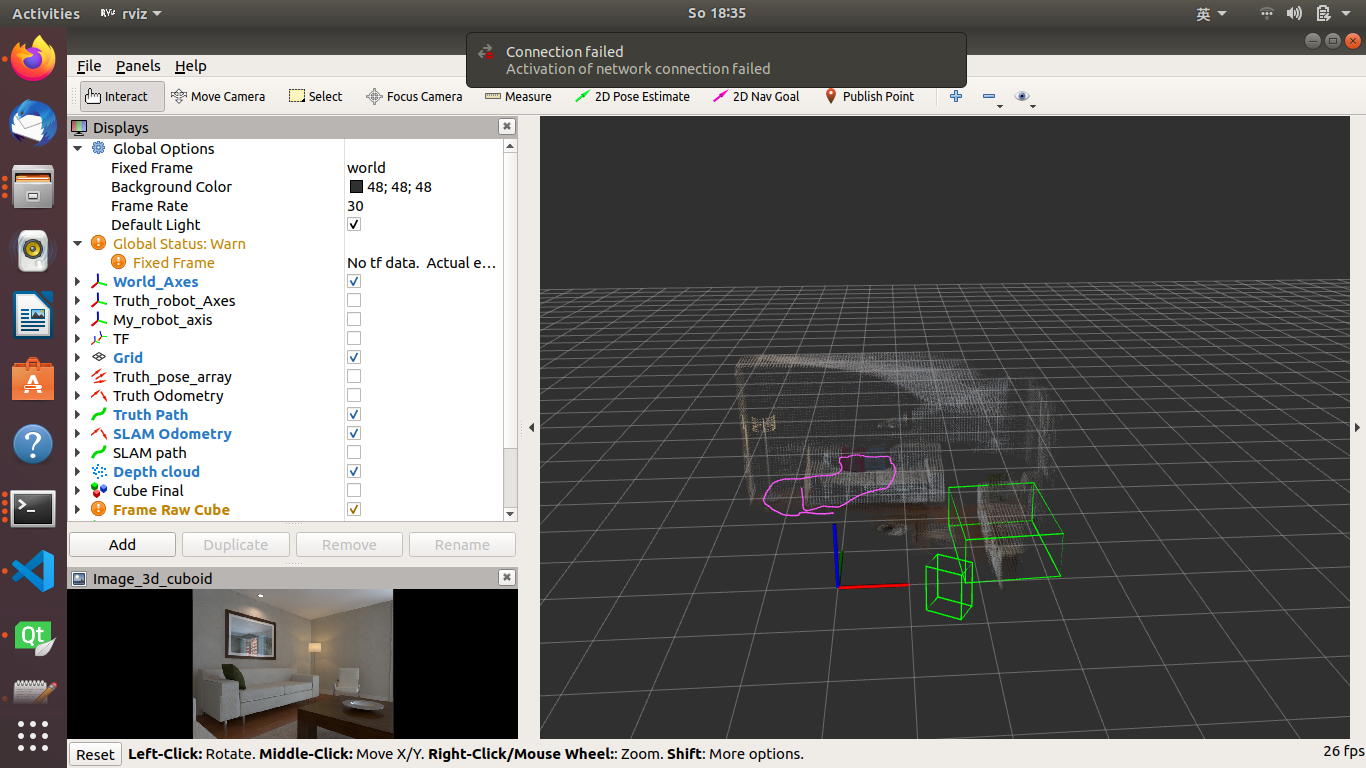 Activities
rviz
So 18:35
英
Connection failed
Activation of network connection failed
File Panels Help
Interact
Move Camera
Select
Focus Camera
Measure
2D Pose Estimate
2D Nav Goal
Publish Point
Displays
Global Options
Fixed Frame world
Background Color 48; 48; 48
Frame Rate 30
Default Light
Global Status: Warn
Fixed Frame No tf data. Actual e…
World_Axes
Truth_robot_Axes
My_robot_axis
TF
Grid
Truth_pose_array
Truth Odometry
Truth Path
SLAM Odometry
SLAM path
Depth cloud
Cube Final
Frame Raw Cube
Add Duplicate Remove Rename
Image_3d_cuboid
Qt
Reset Left-Click: Rotate. Middle-Click: Move X/Y. Right-Click/Mouse Wheel:: Zoom. Shift: More options.
26 fps